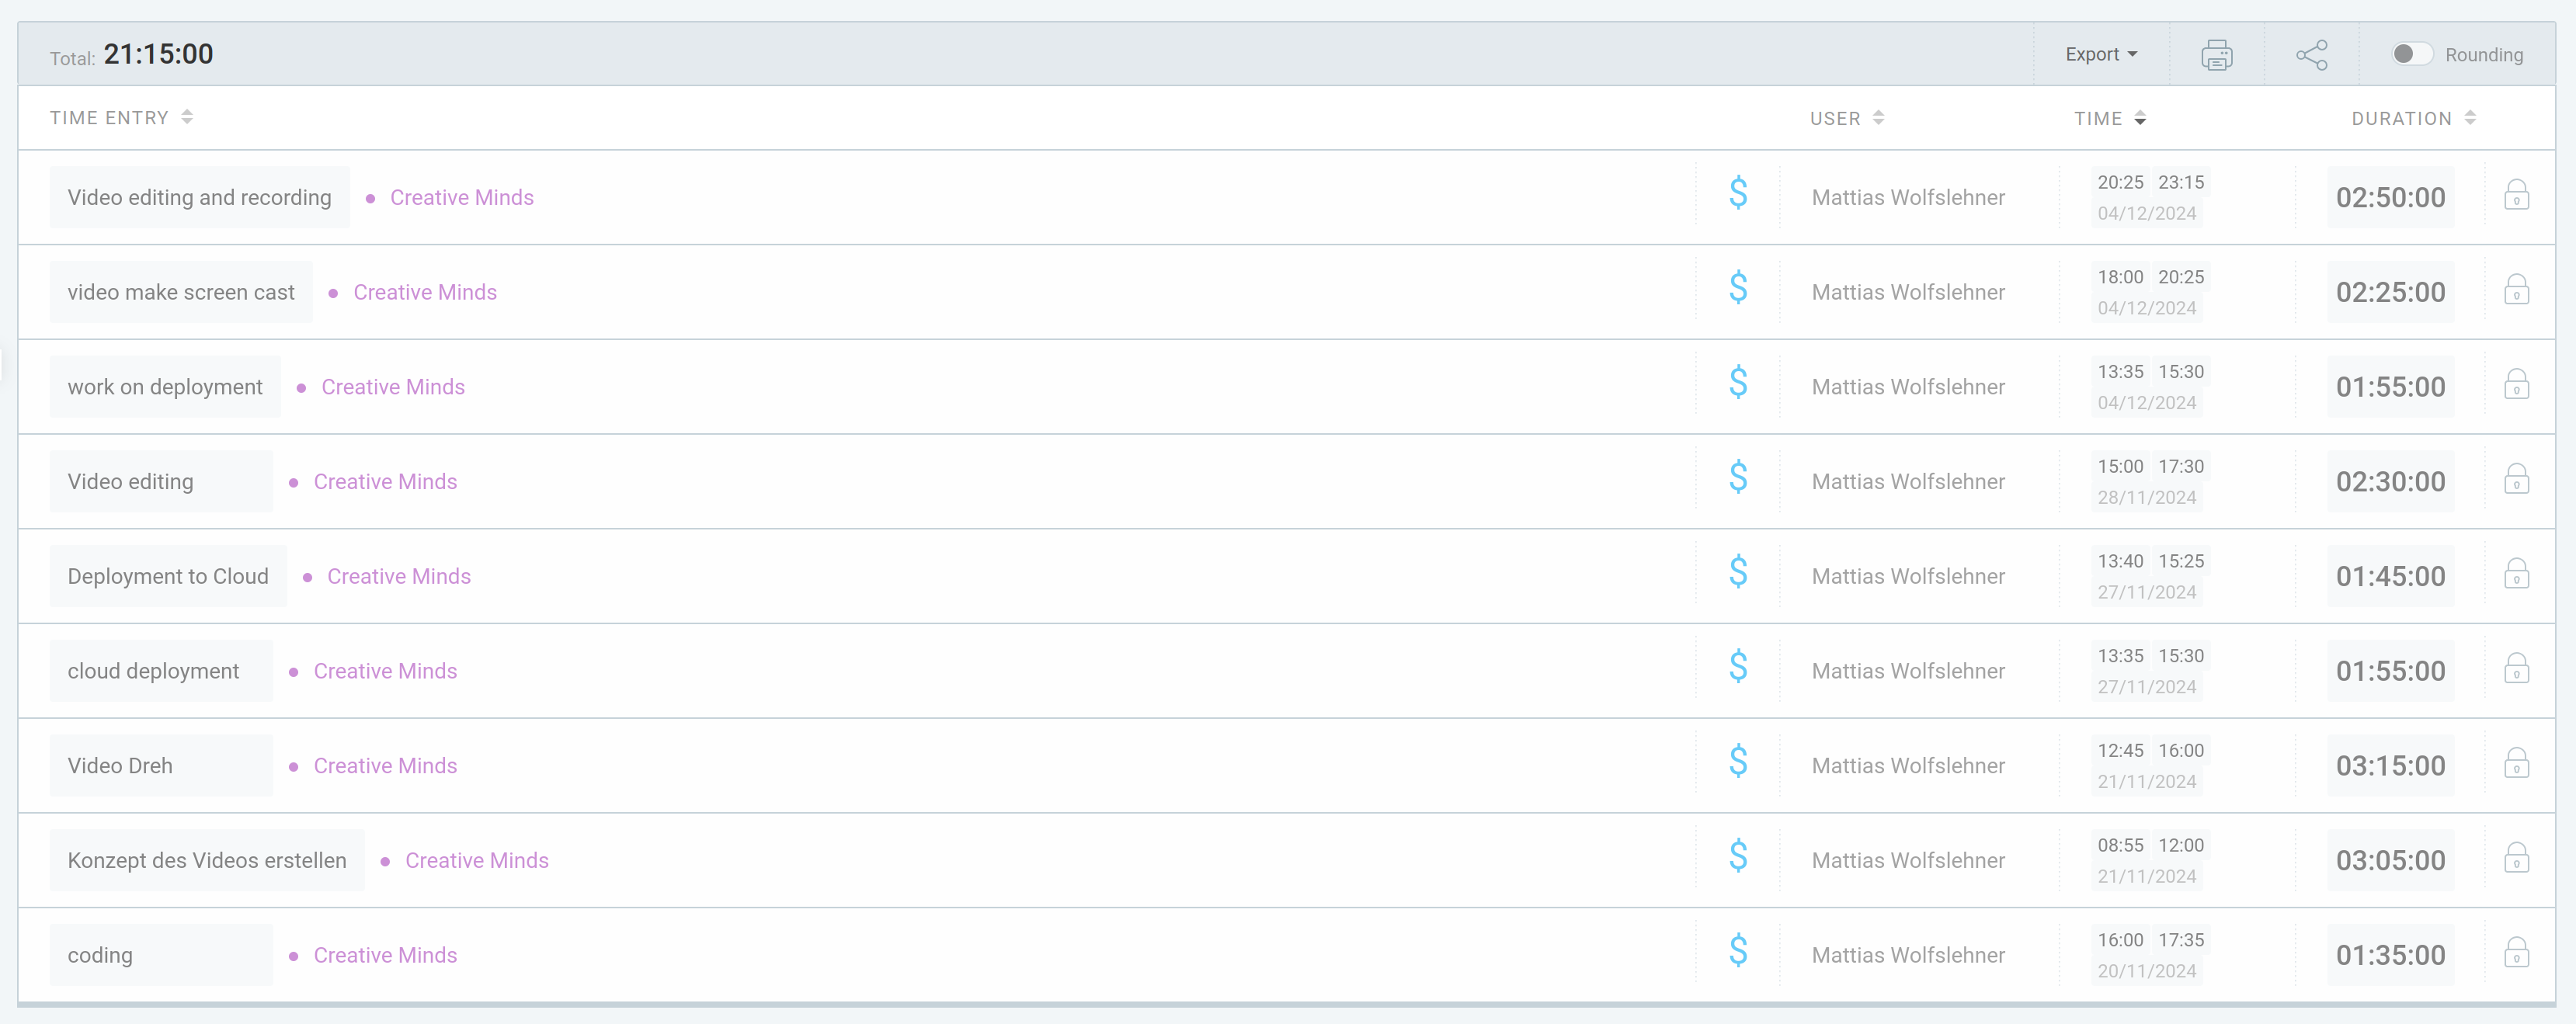 Total: 21:15:00 Export Rounding
TIME ENTRY USER TIME DURATION
Video editing and recording • Creative Minds $ Mattias Wolfslehner 20:25 23:15 02:50:00
04/12/2024
video make screen cast • Creative Minds $ Mattias Wolfslehner 18:00 20:25 02:25:00
04/12/2024
work on deployment • Creative Minds $ Mattias Wolfslehner 13:35 15:30 01:55:00
04/12/2024
Video editing • Creative Minds $ Mattias Wolfslehner 15:00 17:30 02:30:00
28/11/2024
Deployment to Cloud • Creative Minds $ Mattias Wolfslehner 13:40 15:25 01:45:00
27/11/2024
cloud deployment • Creative Minds $ Mattias Wolfslehner 13:35 15:30 01:55:00
27/11/2024
Video Dreh • Creative Minds $ Mattias Wolfslehner 12:45 16:00 03:15:00
21/11/2024
Konzept des Videos erstellen • Creative Minds $ Mattias Wolfslehner 08:55 12:00 03:05:00
21/11/2024
coding • Creative Minds $ Mattias Wolfslehner 16:00 17:35 01:35:00
20/11/2024